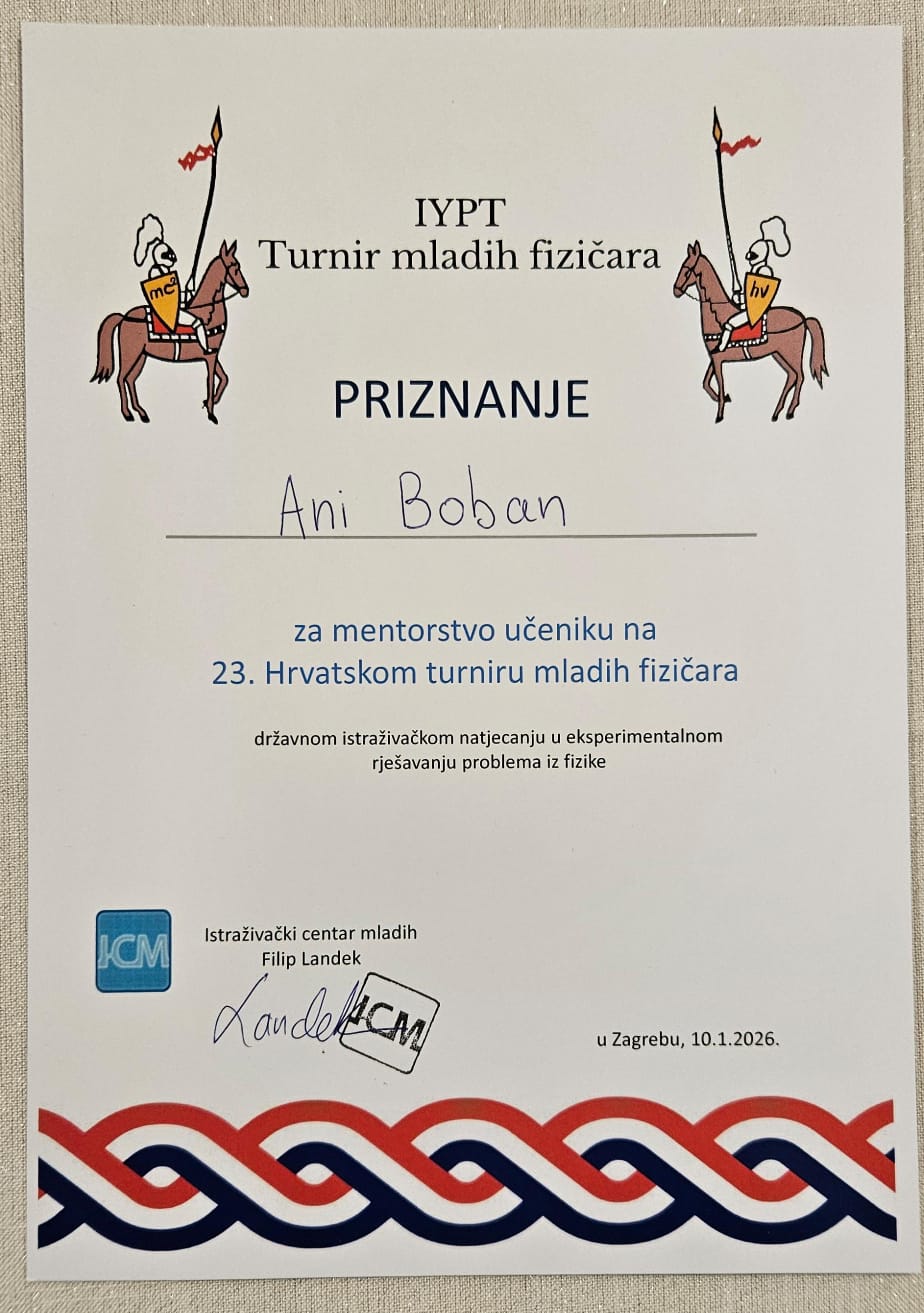 IYPT
Turnir mladih fizičara
mc²
hν
PRIZNANJE
Ani Boban
za mentorstvo učeniku na
23. Hrvatskom turniru mladih fizičara
državnom istraživačkom natjecanju u eksperimentalnom
rješavanju problema iz fizike
ICM
Istraživački centar mladih
Filip Landek
Landek
ICM
u Zagrebu, 10.1.2026.